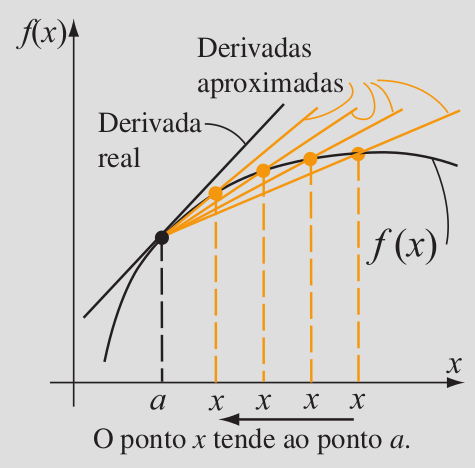 f(x)
Derivadas
aproximadas
Derivada
real
f(x)
x
a x x x x
O ponto x tende ao ponto a.